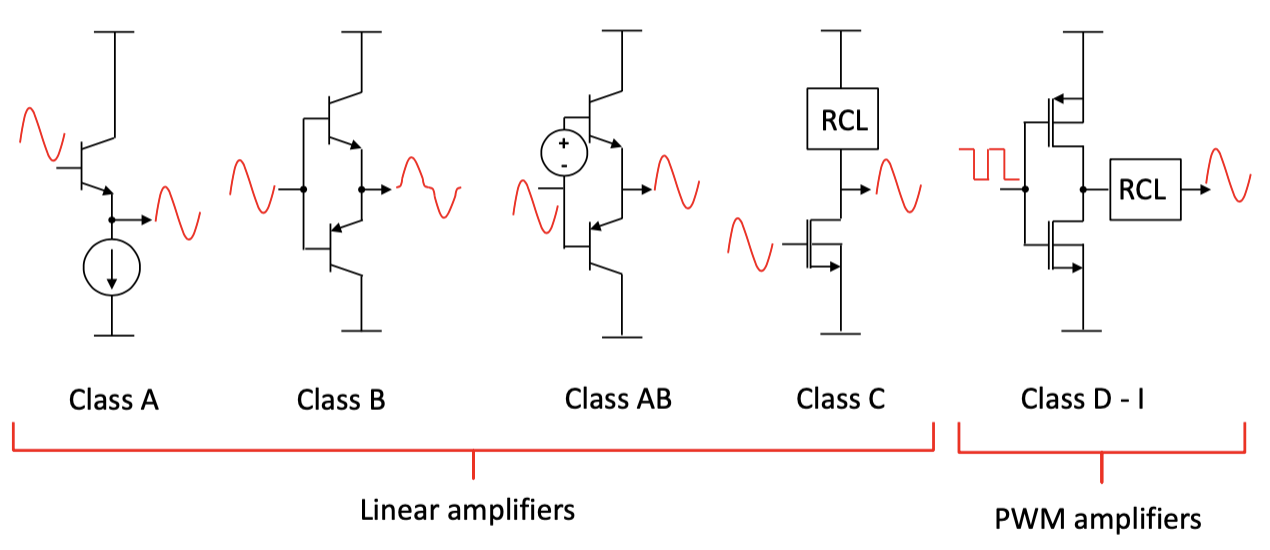 RCL
+
-
RCL
Class A
Class B
Class AB
Class C
Class D - I
Linear amplifiers
PWM amplifiers